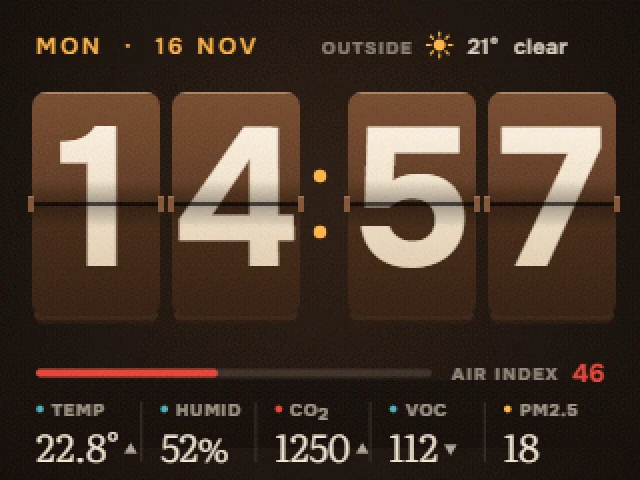 MON · 16 NOV OUTSIDE 21° clear
14:57
AIR INDEX 46
TEMP HUMID CO₂ VOC PM2.5
22.8° 52% 1250 112 18